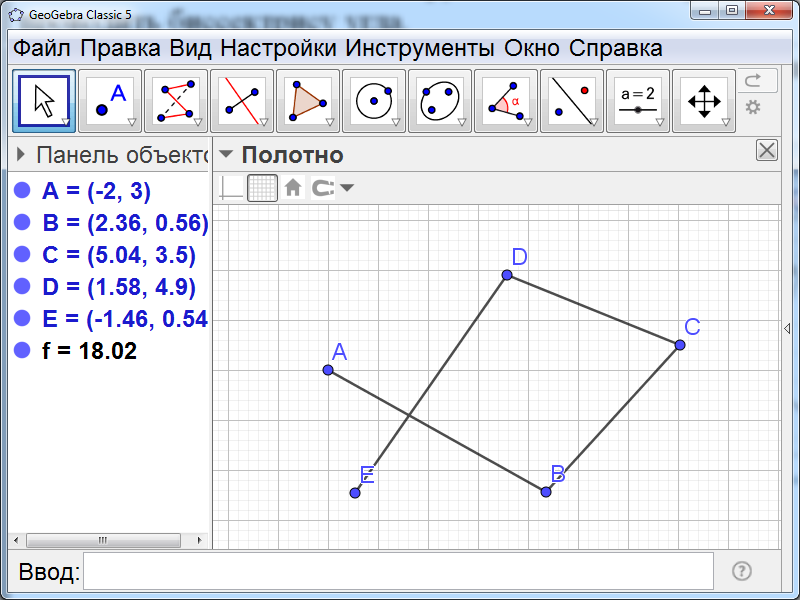 GeoGebra Classic 5
Файл Правка Вид Настройки Инструменты Окно Справка
A
α
a=2
Панель объекто
Полотно
A = (-2, 3)
B = (2.36, 0.56)
C = (5.04, 3.5)
D = (1.58, 4.9)
E = (-1.46, 0.54
f = 18.02
D
C
A
E
B
Ввод:
?